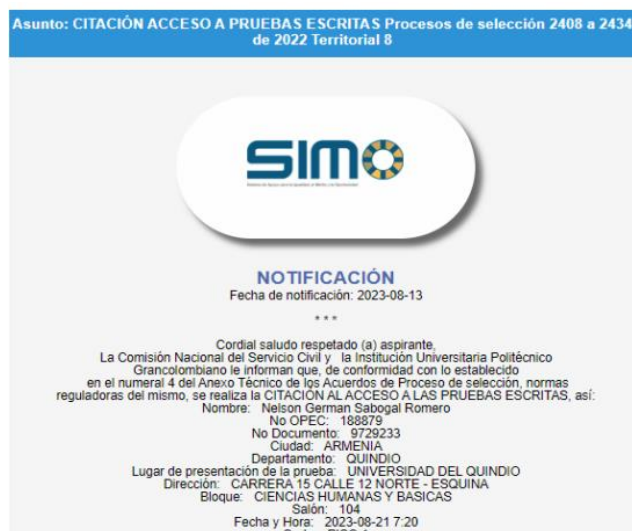 Asunto: CITACIÓN ACCESO A PRUEBAS ESCRITAS Procesos de selección 2408 a 2434
de 2022 Territorial 8
SIMO
NOTIFICACIÓN
Fecha de notificación: 2023-08-13
* * *
Cordial saludo respetado (a) aspirante,
La Comisión Nacional del Servicio Civil y la Institución Universitaria Politécnico
Grancolombiano le informan que, de conformidad con lo establecido
en el numeral 4 del Anexo Técnico de los Acuerdos de Proceso de selección, normas
reguladoras del mismo, se realiza la CITACIÓN AL ACCESO A LAS PRUEBAS ESCRITAS, así:
Nombre: Nelson German Sabogal Romero
No OPEC: 188879
No Documento: 9729233
Ciudad: ARMENIA
Departamento: QUINDIO
Lugar de presentación de la prueba: UNIVERSIDAD DEL QUINDIO
Dirección: CARRERA 15 CALLE 12 NORTE - ESQUINA
Bloque: CIENCIAS HUMANAS Y BASICAS
Salón: 104
Fecha y Hora: 2023-08-21 7:20